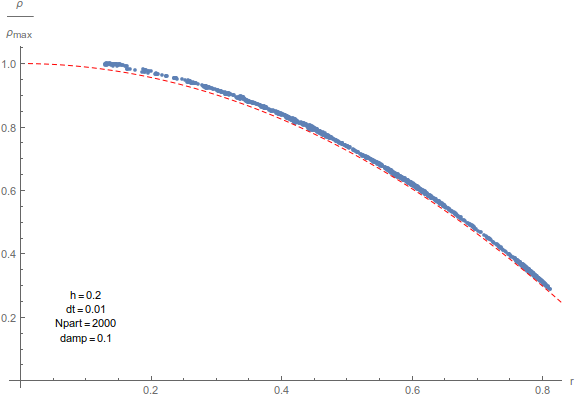 ρ
ρmax
1.0
0.8
0.6
0.4
0.2
h = 0.2
dt = 0.01
Npart = 2000
damp = 0.1
0.2 0.4 0.6 0.8 r